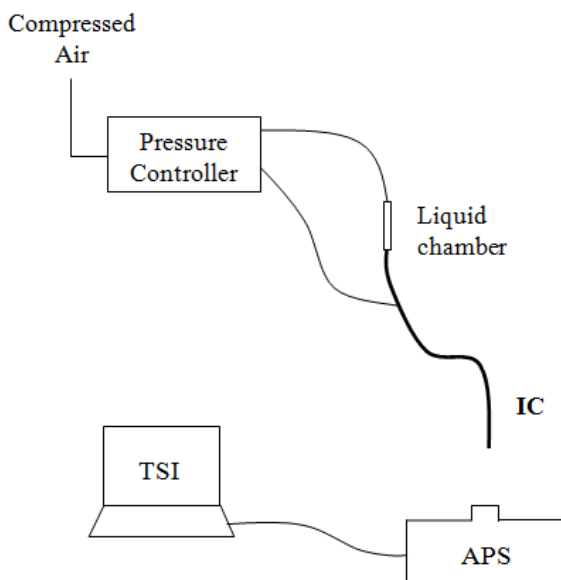 Compressed
Air
Pressure
Controller
Liquid
chamber
IC
TSI
APS